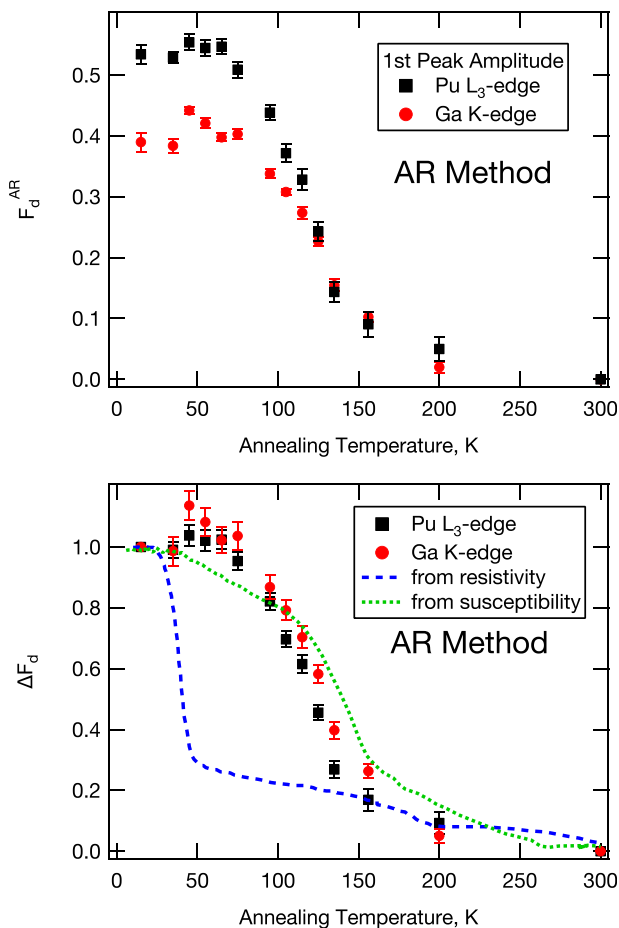 1st Peak Amplitude
Pu L₃-edge
Ga K-edge
AR Method
F_d^AR
0.5
0.4
0.3
0.2
0.1
0.0
0 50 100 150 200 250 300
Annealing Temperature, K
Pu L₃-edge
Ga K-edge
from resistivity
from susceptibility
AR Method
ΔF_d
1.0
0.8
0.6
0.4
0.2
0.0
0 50 100 150 200 250 300
Annealing Temperature, K